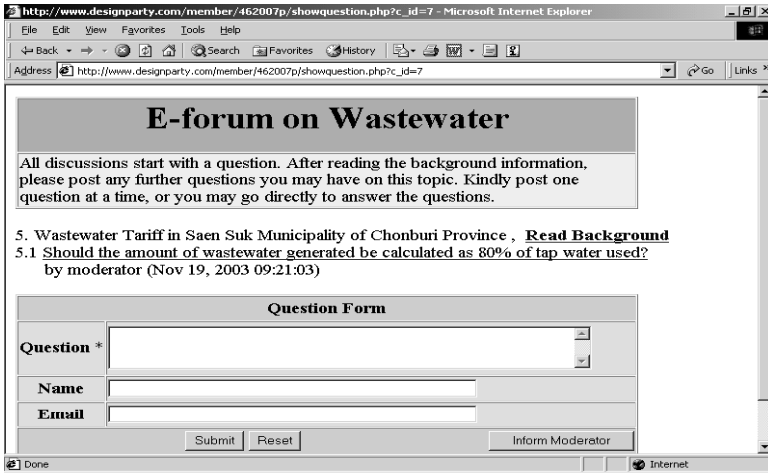 http://www.designparty.com/member/462007p/showquestion.php?c_id=7 - Microsoft Internet Explorer
File Edit View Favorites Tools Help
Back Search Favorites History
Address http://www.designparty.com/member/462007p/showquestion.php?c_id=7 Go Links
E-forum on Wastewater
All discussions start with a question. After reading the background information,
please post any further questions you may have on this topic. Kindly post one
question at a time, or you may go directly to answer the questions.
5. Wastewater Tariff in Saen Suk Municipality of Chonburi Province , Read Background
5.1 Should the amount of wastewater generated be calculated as 80% of tap water used?
by moderator (Nov 19, 2003 09:21:03)
Question Form
Question *
Name
Email
Submit Reset Inform Moderator
Done Internet